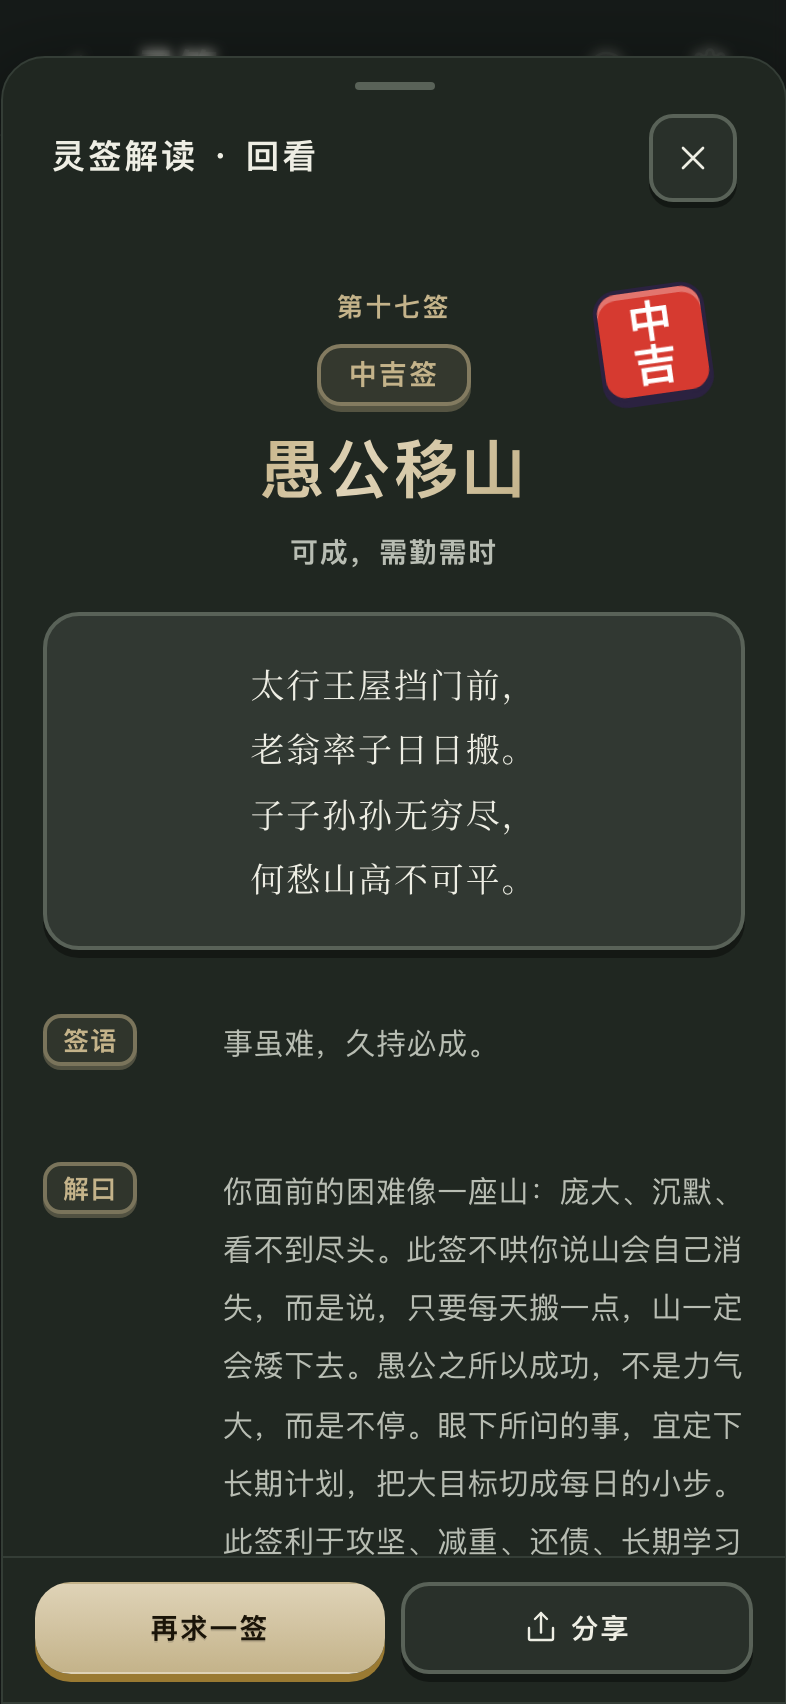 灵签解读 · 回看
第十七签
中吉签
中
吉
愚公移山
可成，需勤需时
太行王屋挡门前，
老翁率子日日搬。
子子孙孙无穷尽，
何愁山高不可平。
签语
事虽难，久持必成。
解曰
你面前的困难像一座山：庞大、沉默、
看不到尽头。此签不哄你说山会自己消
失，而是说，只要每天搬一点，山一定
会矮下去。愚公之所以成功，不是力气
大，而是不停。眼下所问的事，宜定下
长期计划，把大目标切成每日的小步。
此签利于攻坚、减重、还债、长期学习
再求一签
分享